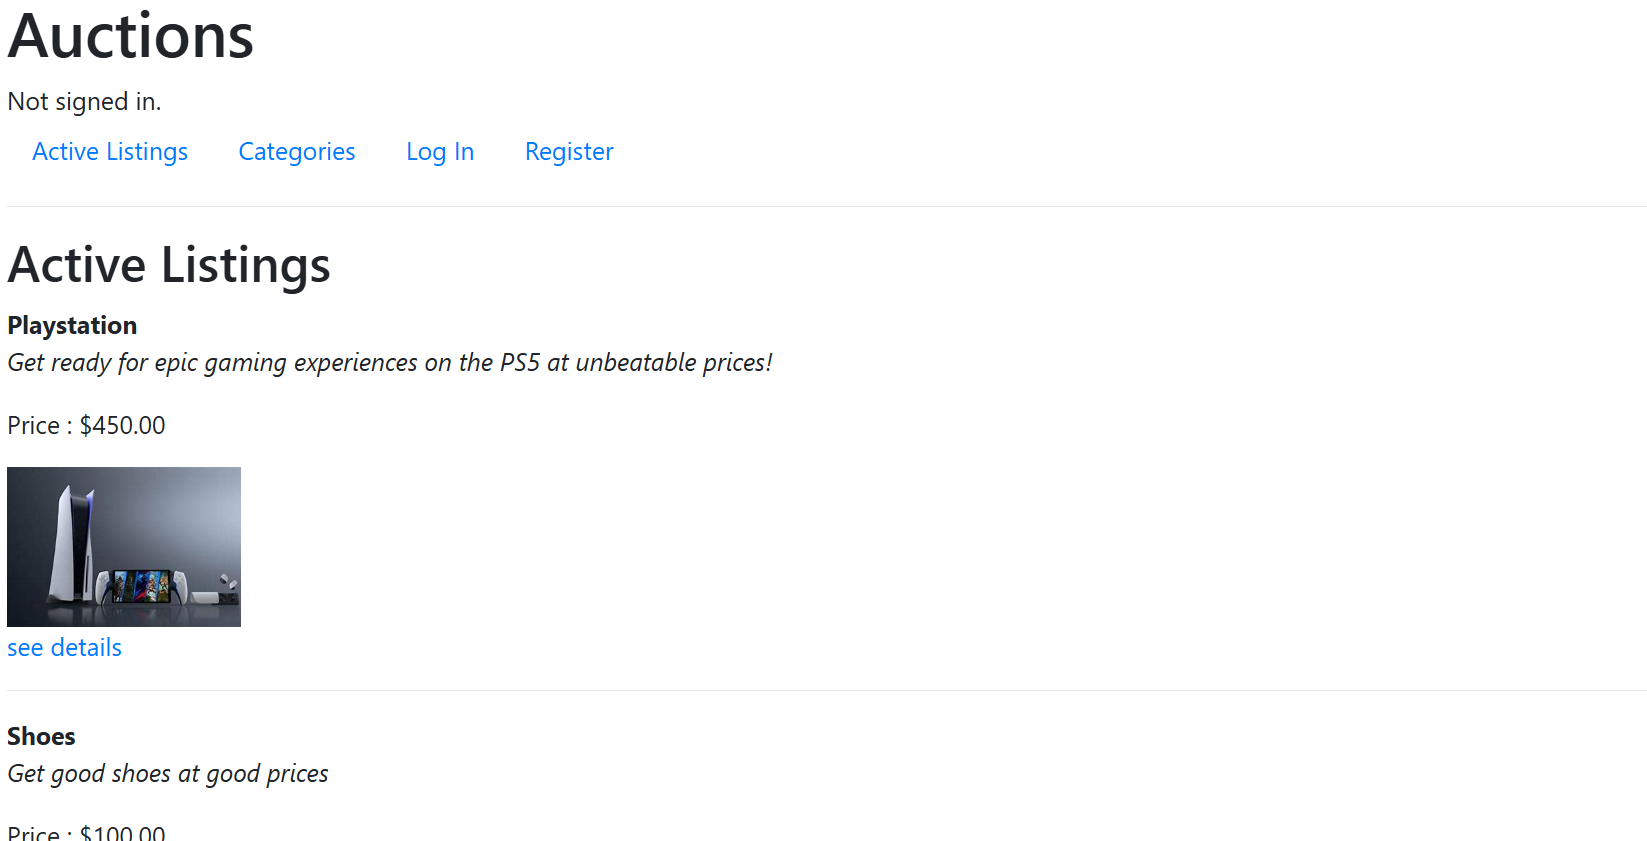 Auctions
Not signed in.
Active Listings Categories Log In Register
Active Listings
Playstation
Get ready for epic gaming experiences on the PS5 at unbeatable prices!
Price : $450.00
see details
Shoes
Get good shoes at good prices
Price : $100.00